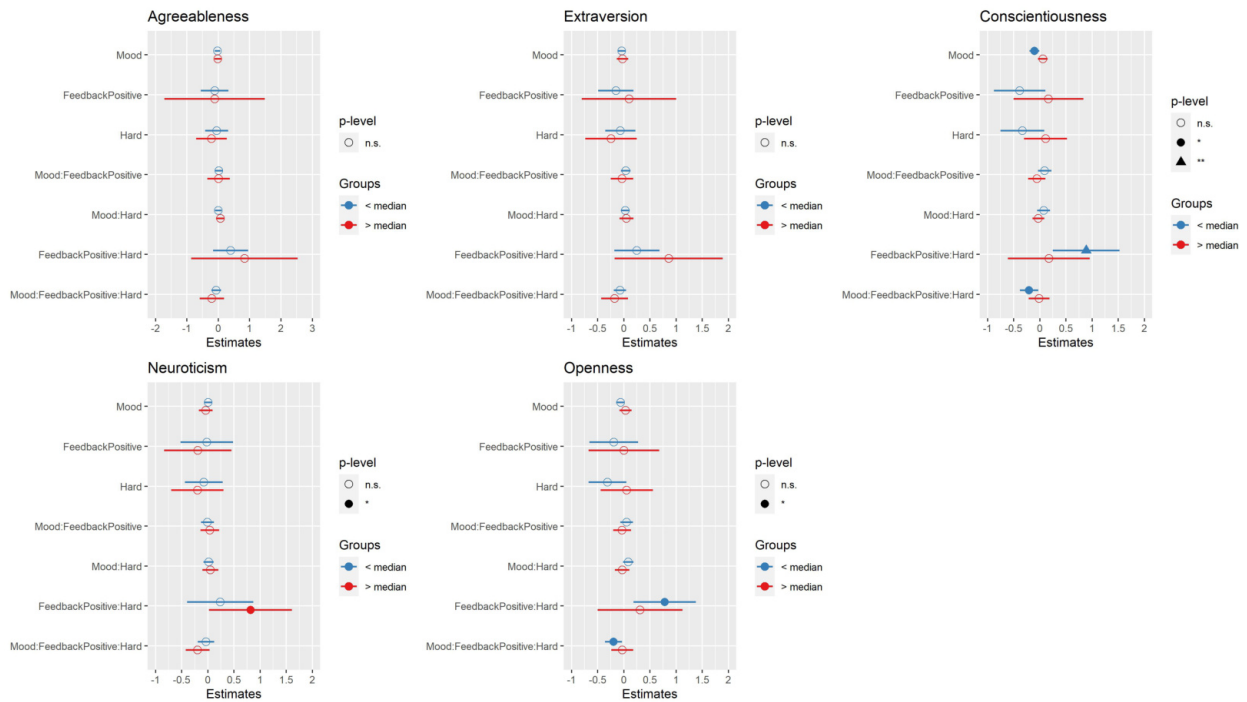 Agreeableness
Mood
FeedbackPositive
Hard
Mood:FeedbackPositive
Mood:Hard
FeedbackPositive:Hard
Mood:FeedbackPositive:Hard
-2 -1 0 1 2 3
Estimates
p-level
n.s.
Groups
< median
> median
Extraversion
Mood
FeedbackPositive
Hard
Mood:FeedbackPositive
Mood:Hard
FeedbackPositive:Hard
Mood:FeedbackPositive:Hard
-1 -0.5 0 0.5 1 1.5 2
Estimates
p-level
n.s.
Groups
< median
> median
Conscientiousness
Mood
FeedbackPositive
Hard
Mood:FeedbackPositive
Mood:Hard
FeedbackPositive:Hard
Mood:FeedbackPositive:Hard
-1 -0.5 0 0.5 1 1.5 2
Estimates
p-level
n.s.
*
**
Groups
< median
> median
Neuroticism
Mood
FeedbackPositive
Hard
Mood:FeedbackPositive
Mood:Hard
FeedbackPositive:Hard
Mood:FeedbackPositive:Hard
-1 -0.5 0 0.5 1 1.5 2
Estimates
p-level
n.s.
*
Groups
< median
> median
Openness
Mood
FeedbackPositive
Hard
Mood:FeedbackPositive
Mood:Hard
FeedbackPositive:Hard
Mood:FeedbackPositive:Hard
-1 -0.5 0 0.5 1 1.5 2
Estimates
p-level
n.s.
*
Groups
< median
> median